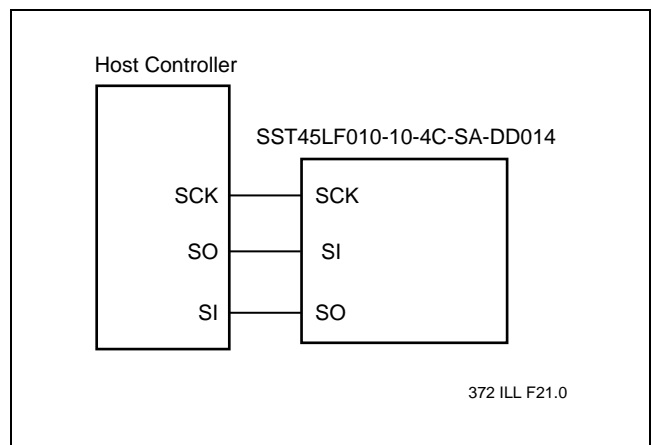 Host Controller
SST45LF010-10-4C-SA-DD014
SCK SCK
SO SI
SI SO
372 ILL F21.0